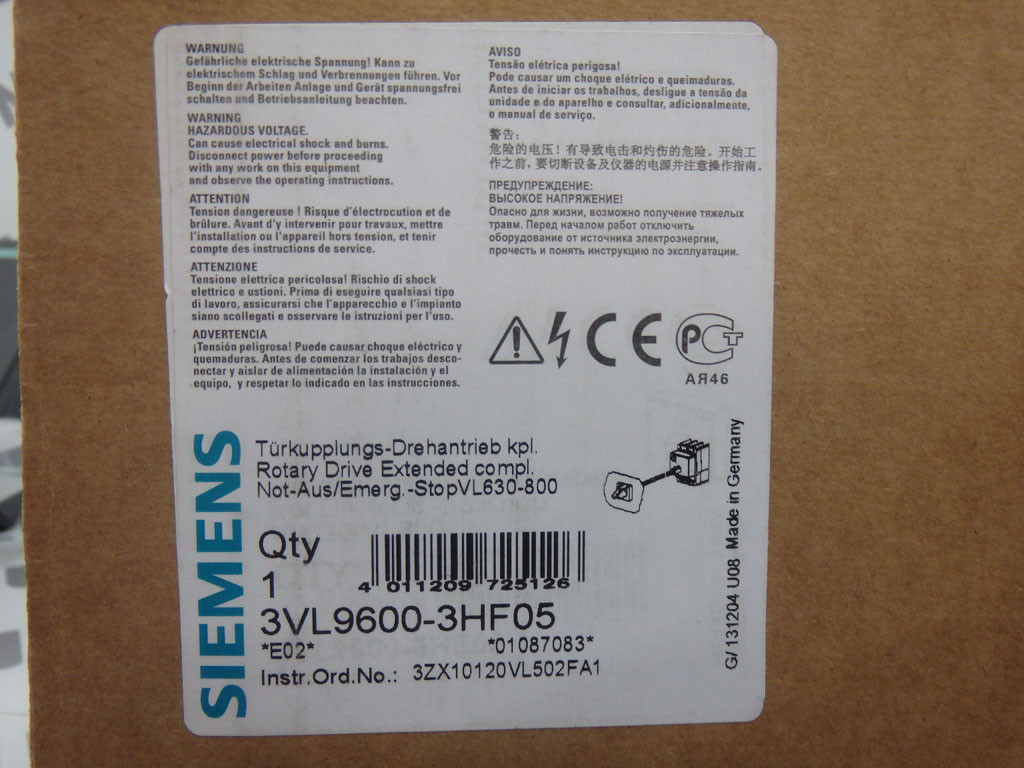 WARNUNG
Gefährliche elektrische Spannung! Kann zu
elektrischem Schlag und Verbrennungen führen. Vor
Beginn der Arbeiten Anlage und Gerät spannungsfrei
schalten und Betriebsanleitung beachten.
WARNING
HAZARDOUS VOLTAGE.
Can cause electrical shock and burns.
Disconnect power before proceeding
with any work on this equipment
and observe the operating instructions.
ATTENTION
Tension dangereuse ! Risque d'électrocution et de
brûlure. Avant d'y intervenir pour travaux, mettre
l'installation ou l'appareil hors tension, et tenir
compte des instructions de service.
ATTENZIONE
Tensione elettrica pericolosa! Rischio di shock
elettrico e ustioni. Prima di eseguire qualsiasi tipo
di lavoro, assicurarsi che l'apparecchio e l'impianto
siano scollegati e osservare le istruzioni per l'uso.
ADVERTENCIA
¡Tensión peligrosa! Puede causar choque eléctrico y
quemaduras. Antes de comenzar los trabajos desco-
nectar y aislar de alimentación la instalación y el
equipo, y respetar lo indicado en las instrucciones.
AVISO
Tensão elétrica perigosa!
Pode causar um choque elétrico e queimaduras.
Antes de iniciar os trabalhos, desligue a tensão da
unidade e do aparelho e consultar, adicionalmente,
o manual de serviço.
警告:
危险的电压! 有导致电击和灼伤的危险。开始工
作之前,要切断设备及仪器的电源并注意操作指南。
ПРЕДУПРЕЖДЕНИЕ:
ВЫСОКОЕ НАПРЯЖЕНИЕ!
Опасно для жизни, возможно получение тяжелых
травм. Перед началом работ отключить
оборудование от источника электроэнергии,
прочесть и понять инструкцию по эксплуатации.
CE PCT
АЯ46
SIEMENS
Türkupplungs-Drehantrieb kpl.
Rotary Drive Extended compl.
Not-Aus/Emerg.-StopVL630-800
Qty
1
4 011209 725126
3VL9600-3HF05
*E02* *01087083*
Instr.Ord.No.: 3ZX10120VL502FA1
G/ 131204 U08 Made in Germany